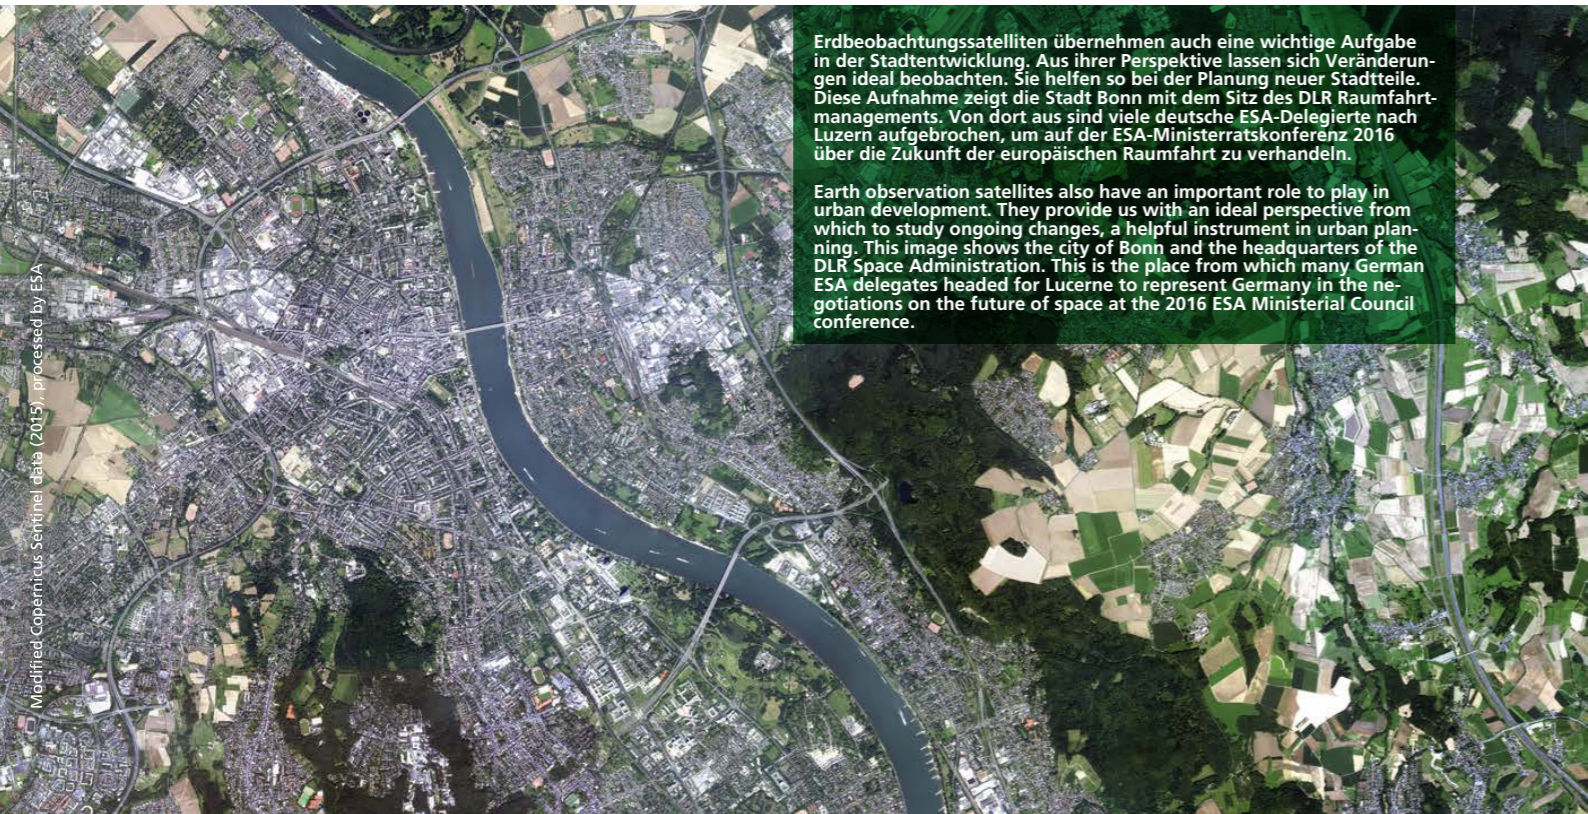 Erdbeobachtungssatelliten übernehmen auch eine wichtige Aufgabe
in der Stadtentwicklung. Aus ihrer Perspektive lassen sich Veränderun-
gen ideal beobachten. Sie helfen so bei der Planung neuer Stadtteile.
Diese Aufnahme zeigt die Stadt Bonn mit dem Sitz des DLR Raumfahrt-
managements. Von dort aus sind viele deutsche ESA-Delegierte nach
Luzern aufgebrochen, um auf der ESA-Ministerratskonferenz 2016
über die Zukunft der europäischen Raumfahrt zu verhandeln.
Earth observation satellites also have an important role to play in
urban development. They provide us with an ideal perspective from
which to study ongoing changes, a helpful instrument in urban plan-
ning. This image shows the city of Bonn and the headquarters of the
DLR Space Administration. This is the place from which many German
ESA delegates headed for Lucerne to represent Germany in the ne-
gotiations on the future of space at the 2016 ESA Ministerial Council
conference.
Modified Copernicus Sentinel data (2015), processed by ESA